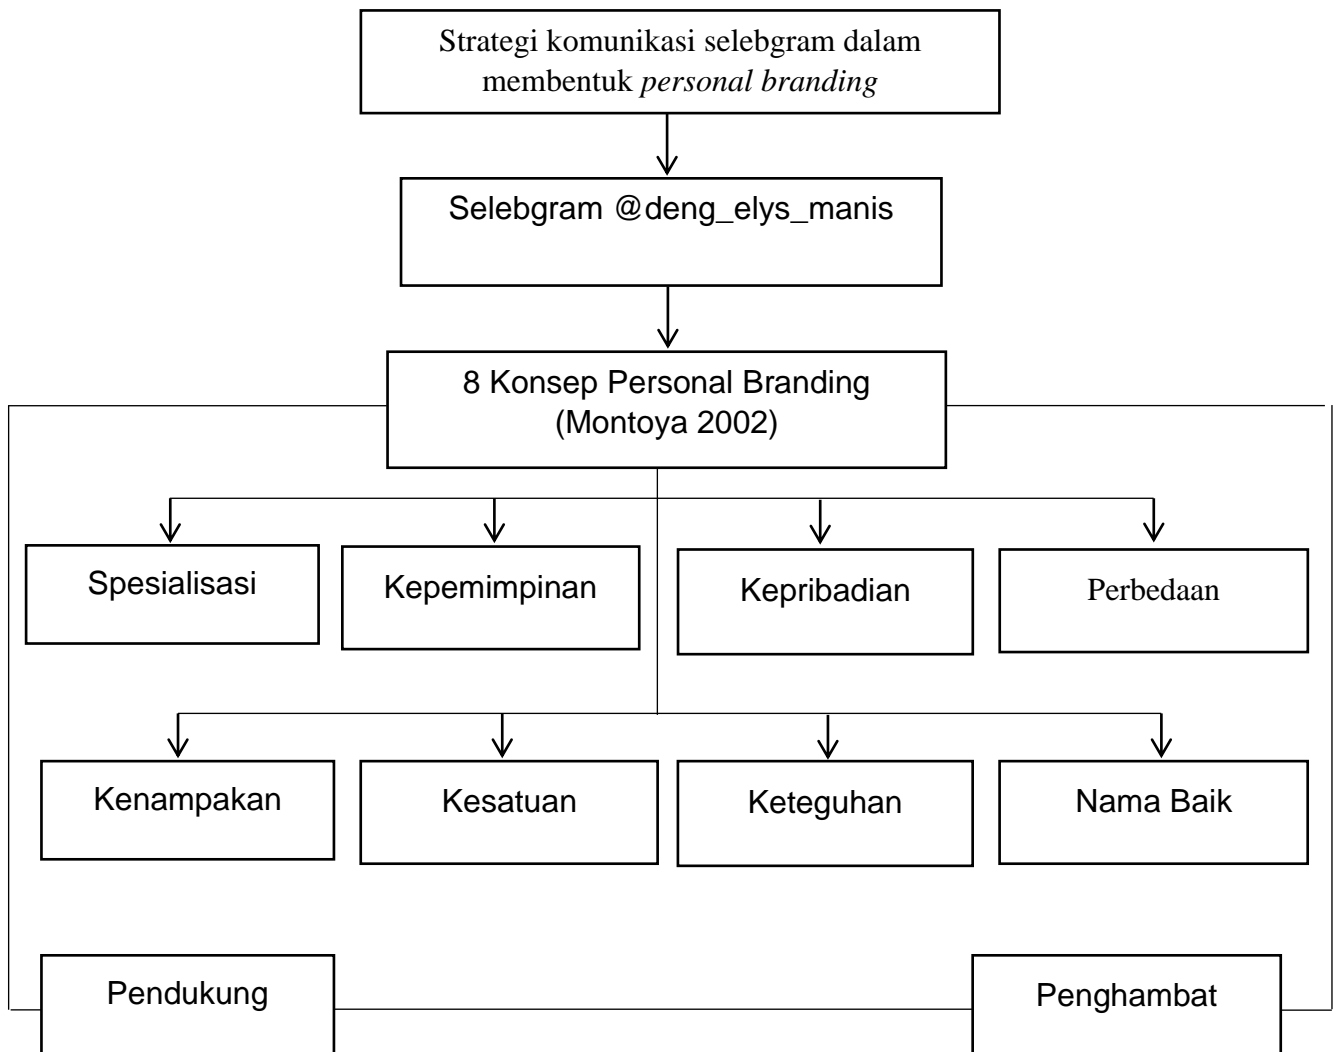 Strategi komunikasi selebgram dalam
membentuk personal branding
Selebgram @deng_elys_manis
8 Konsep Personal Branding
(Montoya 2002)
Spesialisasi
Kepemimpinan
Kepribadian
Perbedaan
Kenampakan
Kesatuan
Keteguhan
Nama Baik
Pendukung
Penghambat